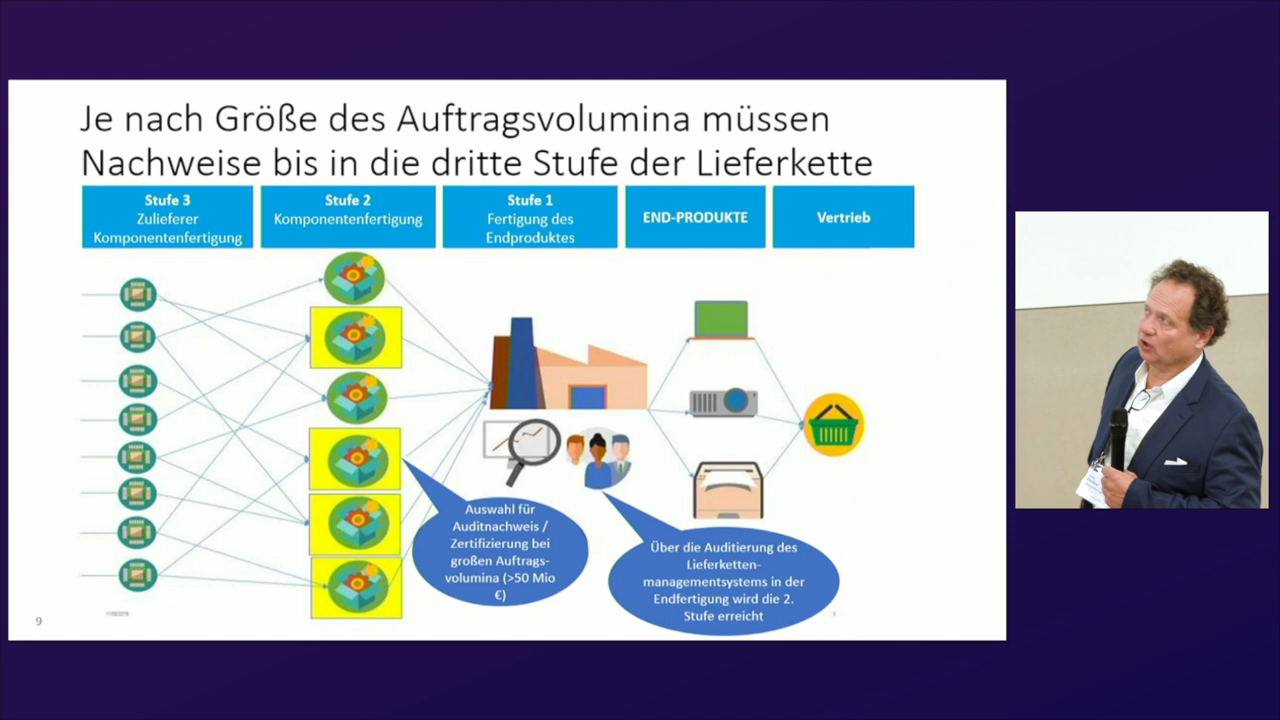 Je nach Größe des Auftragsvolumina müssen
Nachweise bis in die dritte Stufe der Lieferkette
Stufe 3
Zulieferer
Komponentenfertigung
Stufe 2
Komponentenfertigung
Stufe 1
Fertigung des
Endproduktes
END-PRODUKTE
Vertrieb
Auswahl für
Auditnachweis /
Zertifizierung bei
großen Auftrags-
volumina (>50 Mio
€)
Über die Auditierung des
Lieferketten-
managementsystems in der
Endfertigung wird die 2.
Stufe erreicht
9